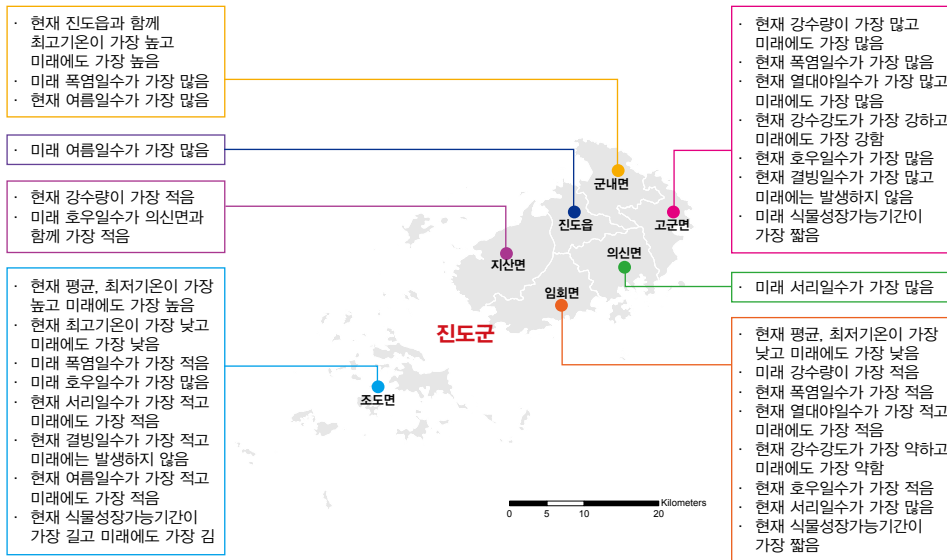 · 현재 진도읍과 함께
최고기온이 가장 높고
미래에도 가장 높음
· 미래 폭염일수가 가장 많음
· 현재 여름일수가 가장 많음
· 미래 여름일수가 가장 많음
· 현재 강수량이 가장 적음
· 미래 호우일수가 의신면과
함께 가장 적음
· 현재 평균, 최저기온이 가장
높고 미래에도 가장 높음
· 현재 최고기온이 가장 낮고
미래에도 가장 낮음
· 미래 폭염일수가 가장 적음
· 미래 호우일수가 가장 많음
· 현재 서리일수가 가장 적고
미래에도 가장 적음
· 현재 결빙일수가 가장 적고
미래에는 발생하지 않음
· 현재 여름일수가 가장 적고
미래에도 가장 적음
· 현재 식물성장가능기간이
가장 길고 미래에도 가장 김
군내면
진도읍
고군면
지산면
의신면
임회면
진도군
조도면
Kilometers
0 5 10 20
· 현재 강수량이 가장 많고
미래에도 가장 많음
· 현재 폭염일수가 가장 많음
· 현재 열대야일수가 가장 많고
미래에도 가장 많음
· 현재 강수강도가 가장 강하고
미래에도 가장 강함
· 현재 호우일수가 가장 많음
· 현재 결빙일수가 가장 많고
미래에는 발생하지 않음
· 미래 식물성장가능기간이
가장 짧음
· 미래 서리일수가 가장 많음
· 현재 평균, 최저기온이 가장
낮고 미래에도 가장 낮음
· 미래 강수량이 가장 적음
· 현재 폭염일수가 가장 적음
· 현재 열대야일수가 가장 적고
미래에도 가장 적음
· 현재 강수강도가 가장 약하고
미래에도 가장 약함
· 현재 호우일수가 가장 적음
· 현재 서리일수가 가장 많음
· 현재 식물성장가능기간이
가장 짧음